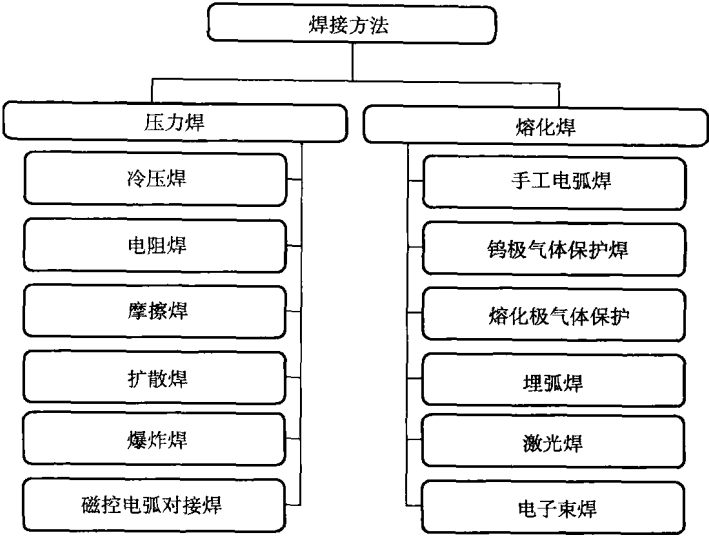 焊接方法
压力焊
冷压焊
电阻焊
摩擦焊
扩散焊
爆炸焊
磁控电弧对接焊
熔化焊
手工电弧焊
钨极气体保护焊
熔化极气体保护
埋弧焊
激光焊
电子束焊